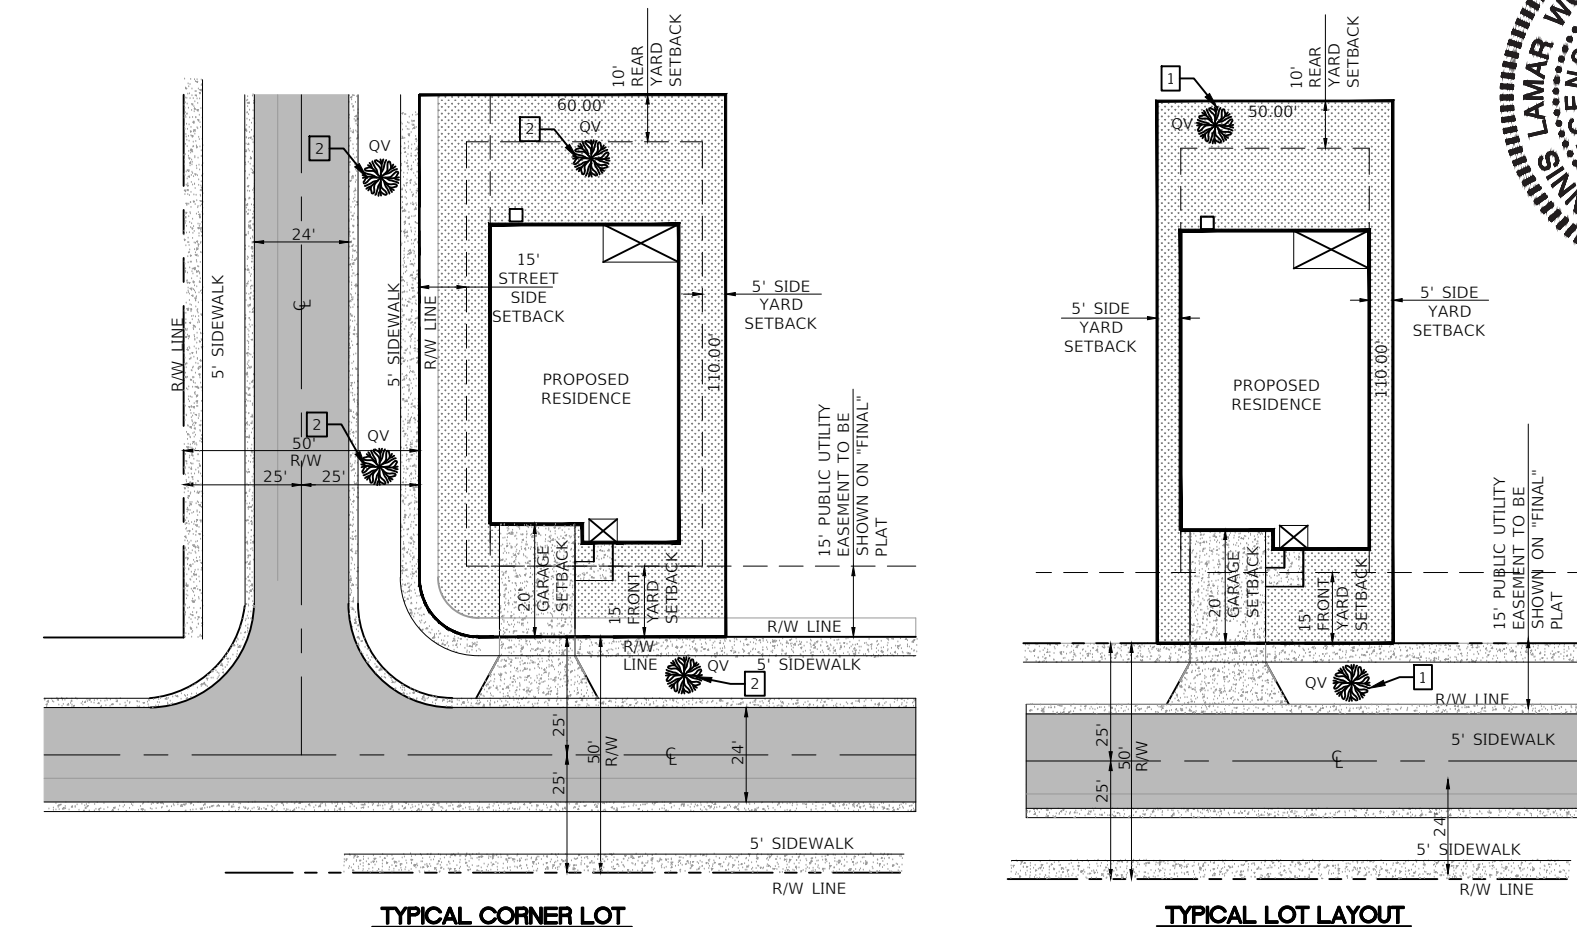 10'
REAR
YARD
SETBACK
60.00'
2
QV
2
QV
24'
15'
STREET
SIDE
SETBACK
5' SIDE
YARD
SETBACK
C
L
R/W LINE
5' SIDEWALK
5' SIDEWALK
R/W LINE
110.00'
PROPOSED
RESIDENCE
2
QV
50'
R/W
25'
25'
15' PUBLIC UTILITY
EASEMENT TO BE
SHOWN ON "FINAL"
PLAT
20'
GARAGE
SETBACK
15'
FRONT
YARD
SETBACK
R/W LINE
R/W
LINE
QV
5' SIDEWALK
2
25'
50'
R/W
C
L
24'
25'
5' SIDEWALK
R/W LINE
TYPICAL CORNER LOT
10'
REAR
YARD
SETBACK
1
QV
50.00'
5' SIDE
YARD
SETBACK
5' SIDE
YARD
SETBACK
110.00'
PROPOSED
RESIDENCE
15' PUBLIC UTILITY
EASEMENT TO BE
SHOWN ON "FINAL"
PLAT
20'
GARAGE
SETBACK
15'
FRONT
YARD
SETBACK
QV
1
R/W LINE
25'
50'
R/W
5' SIDEWALK
C
L
25'
24'
5' SIDEWALK
R/W LINE
TYPICAL LOT LAYOUT
LAMAR